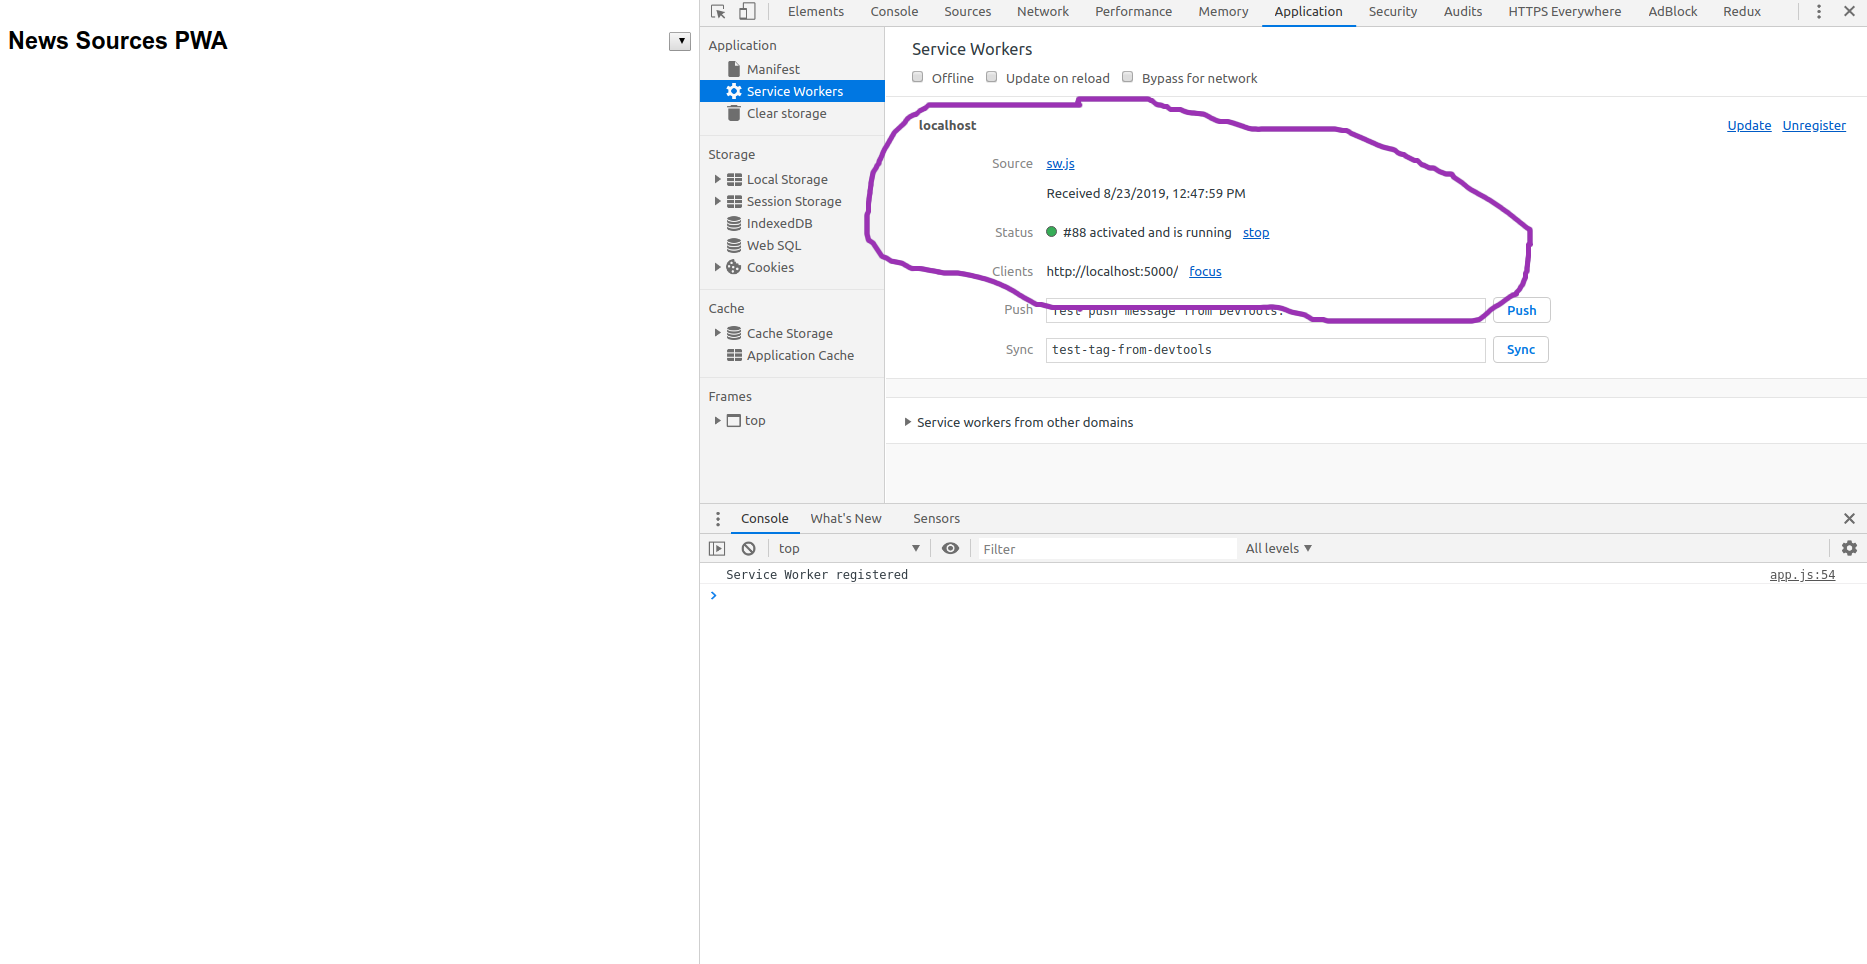 News Sources PWA
Elements Console Sources Network Performance Memory Application Security Audits HTTPS Everywhere AdBlock Redux
Application
Manifest
Service Workers
Clear storage
Storage
Local Storage
Session Storage
IndexedDB
Web SQL
Cookies
Cache
Cache Storage
Application Cache
Frames
top
Service Workers
Offline Update on reload Bypass for network
localhost Update Unregister
Source sw.js
Received 8/23/2019, 12:47:59 PM
Status #88 activated and is running stop
Clients http://localhost:5000/ focus
Push Test push message from DevTools. Push
Sync test-tag-from-devtools Sync
Service workers from other domains
Console What's New Sensors
top Filter All levels
Service Worker registered app.js:54